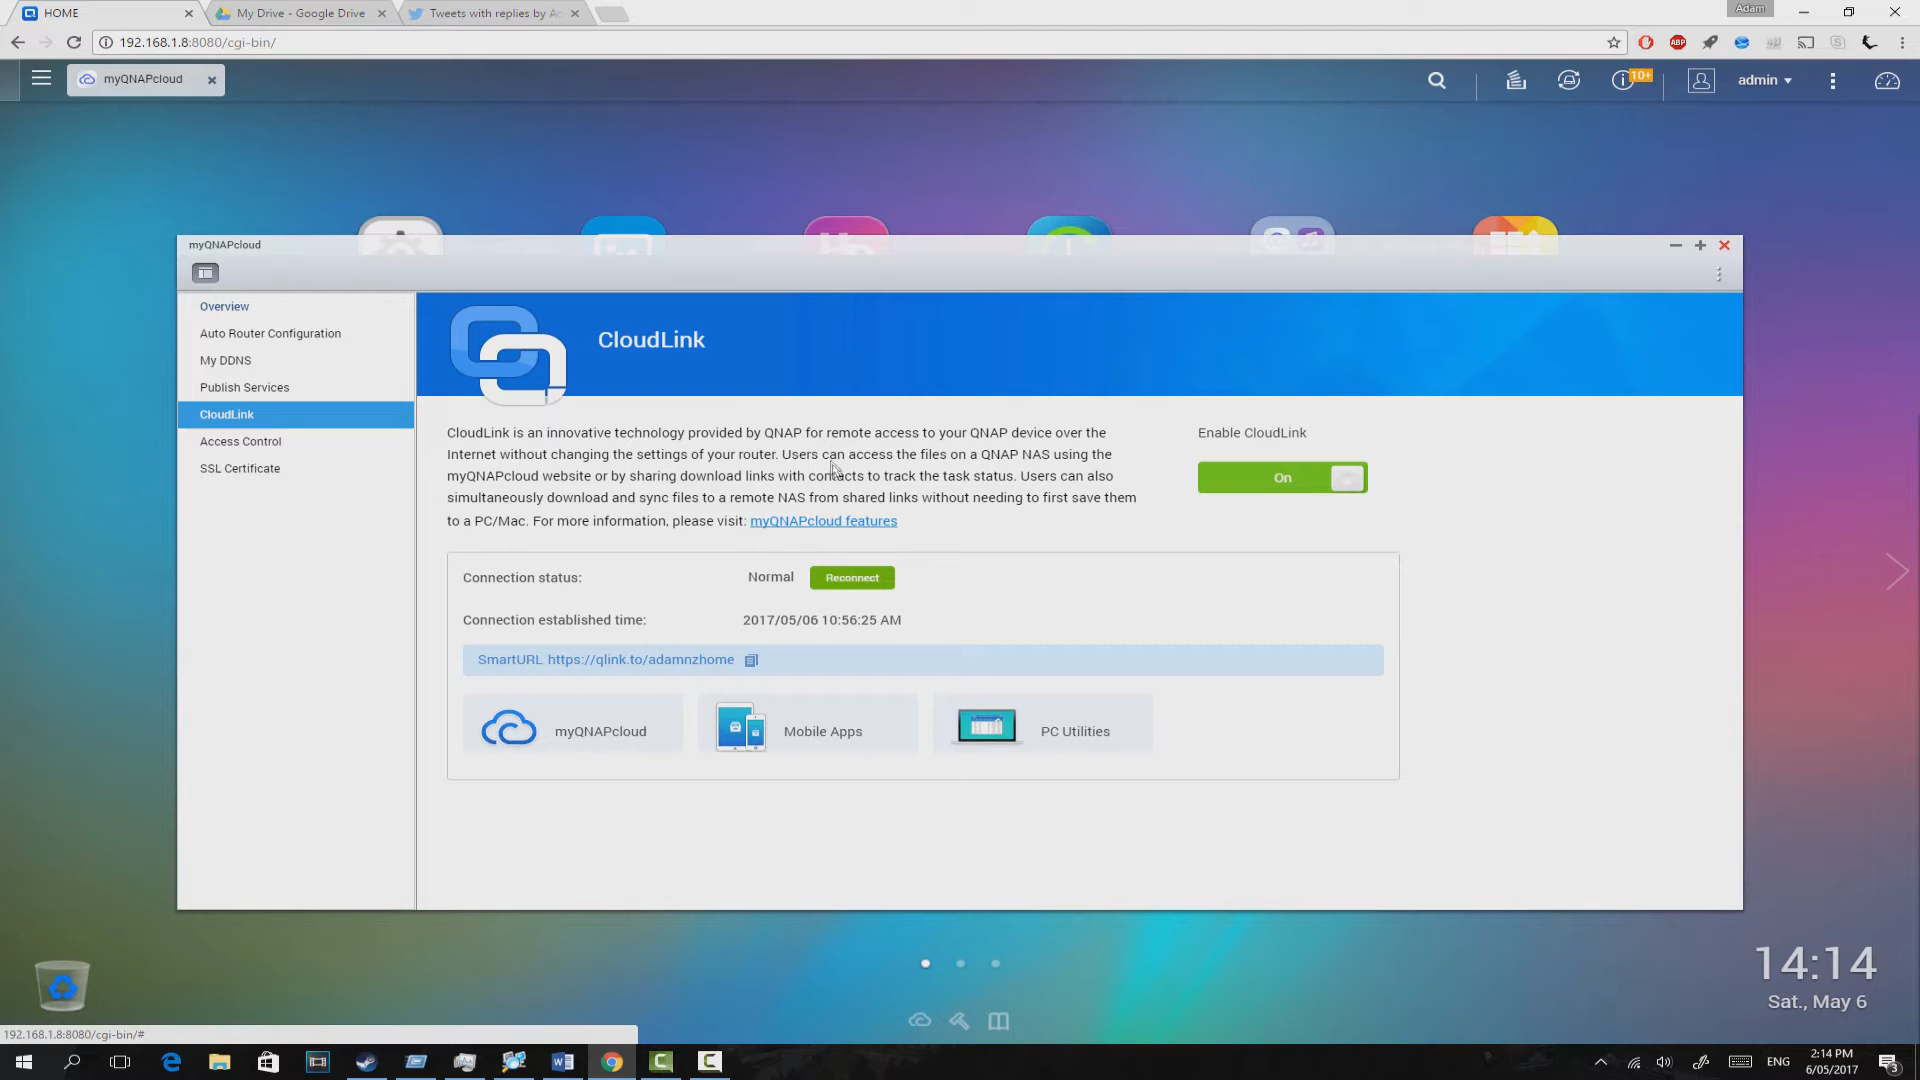 HOME
My Drive - Google Drive
Tweets with replies by A
Adam
192.168.1.8:8080/cgi-bin/
ABP
myQNAPcloud
10+
admin
myQNAPcloud
Overview
Auto Router Configuration
My DDNS
Publish Services
CloudLink
Access Control
SSL Certificate
CloudLink
CloudLink is an innovative technology provided by QNAP for remote access to your QNAP device over the
Internet without changing the settings of your router. Users can access the files on a QNAP NAS using the
myQNAPcloud website or by sharing download links with contacts to track the task status. Users can also
simultaneously download and sync files to a remote NAS from shared links without needing to first save them
to a PC/Mac. For more information, please visit: myQNAPcloud features
Enable CloudLink
On
Connection status: Normal Reconnect
Connection established time: 2017/05/06 10:56:25 AM
SmartURL https://qlink.to/adamnzhome
myQNAPcloud
Mobile Apps
PC Utilities
14:14
Sat., May 6
192.168.1.8:8080/cgi-bin/#
ENG
2:14 PM
6/05/2017
3